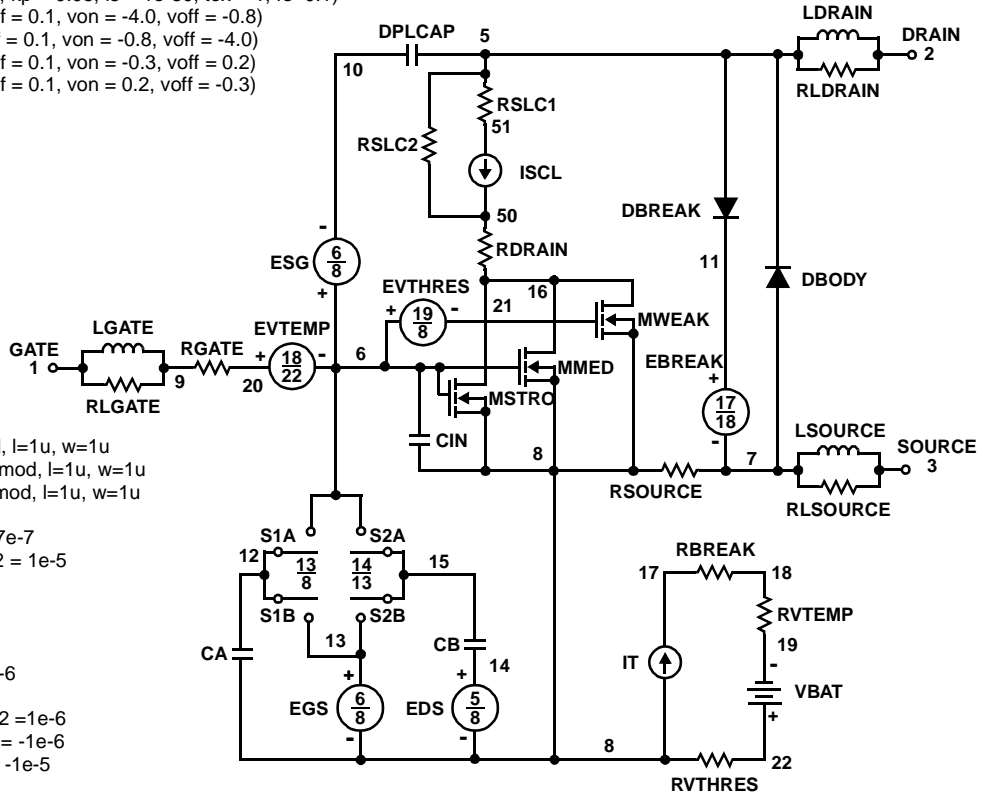 f = 0.1, von = -4.0, voff = -0.8)
f = 0.1, von = -0.8, voff = -4.0)
f = 0.1, von = -0.3, voff = 0.2)
f = 0.1, von = 0.2, voff = -0.3)
DPLCAP
5
10
LDRAIN
DRAIN
2
RLDRAIN
RSLC1
51
RSLC2
ISCL
50
DBREAK
RDRAIN
11
DBODY
-
ESG
6
8
+
EVTHRES
+
19
8
-
21
16
MWEAK
LGATE
GATE
1
RLGATE
9
RGATE
20
EVTEMP
+
18
22
-
6
MMED
MSTRO
EBREAK
+
17
18
-
CIN
8
RSOURCE
7
LSOURCE
SOURCE
3
RLSOURCE
, l=1u, w=1u
mod, l=1u, w=1u
mod, l=1u, w=1u
7e-7
2 = 1e-5
S1A
S2A
12
13
8
14
13
15
S1B
S2B
13
CA
CB
14
+
EGS
6
8
-
+
EDS
5
8
-
8
RBREAK
17
18
RVTEMP
19
IT
-
VBAT
+
22
RVTHRES
-6
2 =1e-6
= -1e-6
-1e-5